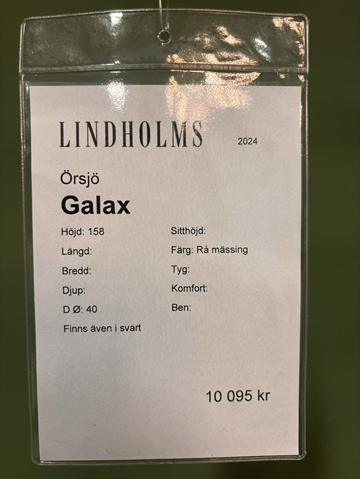 LINDHOLMS 2024
Örsjö
Galax
Höjd: 158 Sitthöjd:
Längd: Färg: Rå mässing
Bredd: Tyg:
Djup: Komfort:
D Ø: 40 Ben:
Finns även i svart
10 095 kr